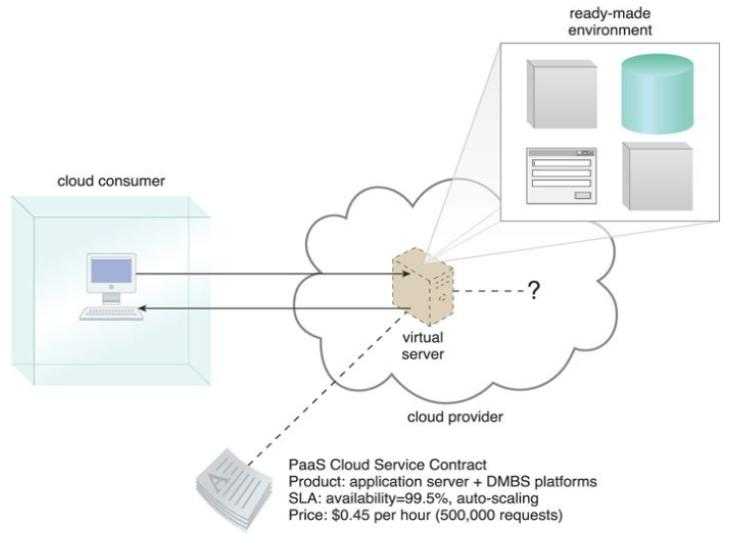 ready-made
environment
cloud consumer
?
virtual
server
cloud provider
A
PaaS Cloud Service Contract
Product: application server + DMBS platforms
SLA: availability=99.5%, auto-scaling
Price: $0.45 per hour (500,000 requests)